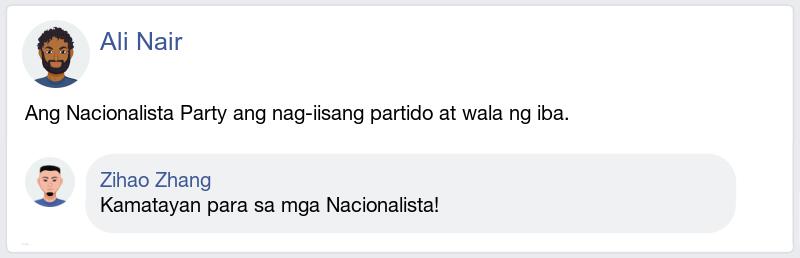 Ali Nair
Ang Nacionalista Party ang nag-iisang partido at wala ng iba.
Zihao Zhang
Kamatayan para sa mga Nacionalista!